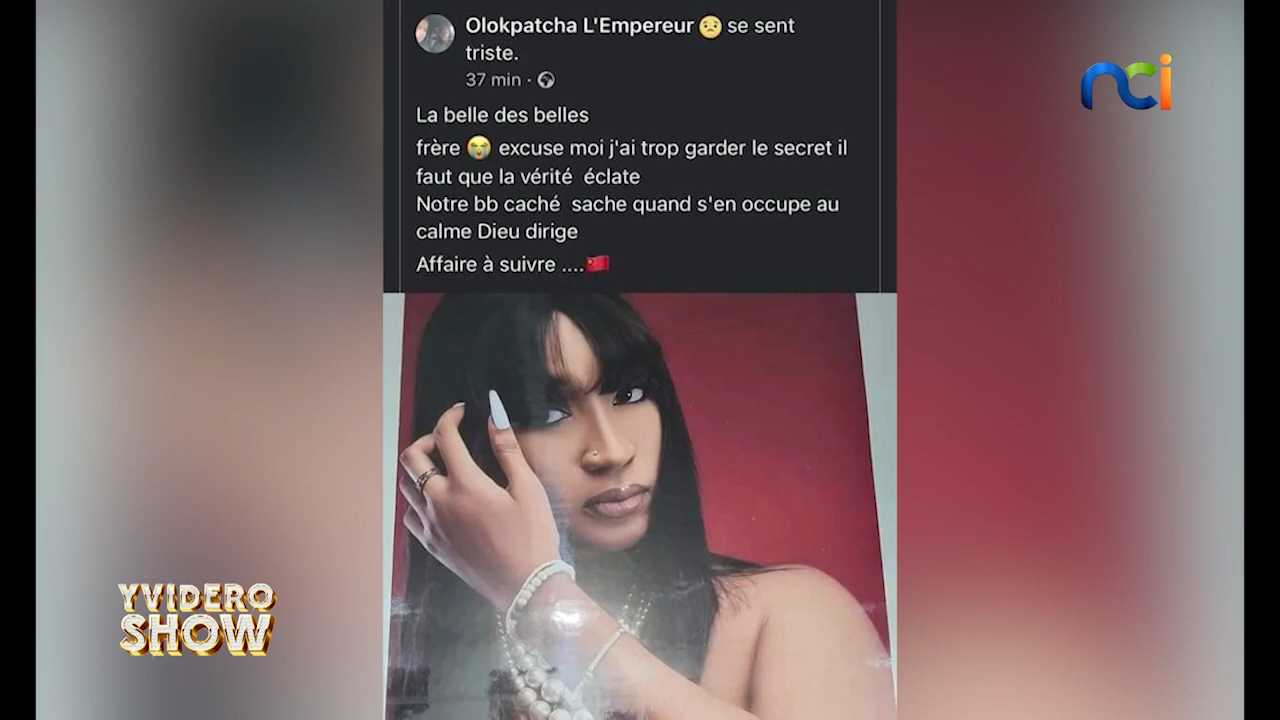 Olokpatcha L'Empereur 😟 se sent
triste.
37 min ·
nci
La belle des belles
frère 😭 excuse moi j'ai trop garder le secret il
faut que la vérité éclate
Notre bb caché sache quand s'en occupe au
calme Dieu dirige
Affaire à suivre ....🇨🇳
YVIDERO
SHOW